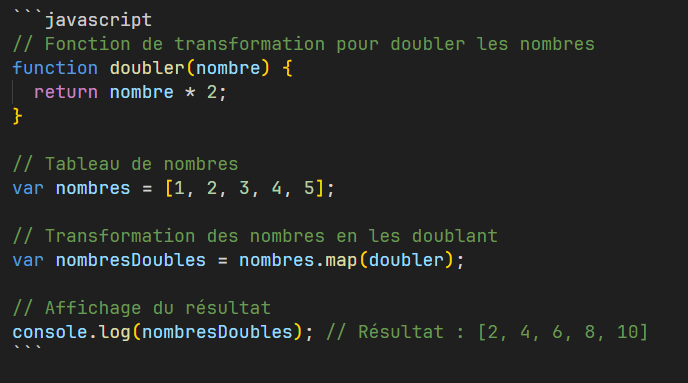 ```javascript
// Fonction de transformation pour doubler les nombres
function doubler(nombre) {
  return nombre * 2;
}

// Tableau de nombres
var nombres = [1, 2, 3, 4, 5];

// Transformation des nombres en les doublant
var nombresDoubles = nombres.map(doubler);

// Affichage du résultat
console.log(nombresDoubles); // Résultat : [2, 4, 6, 8, 10]
```